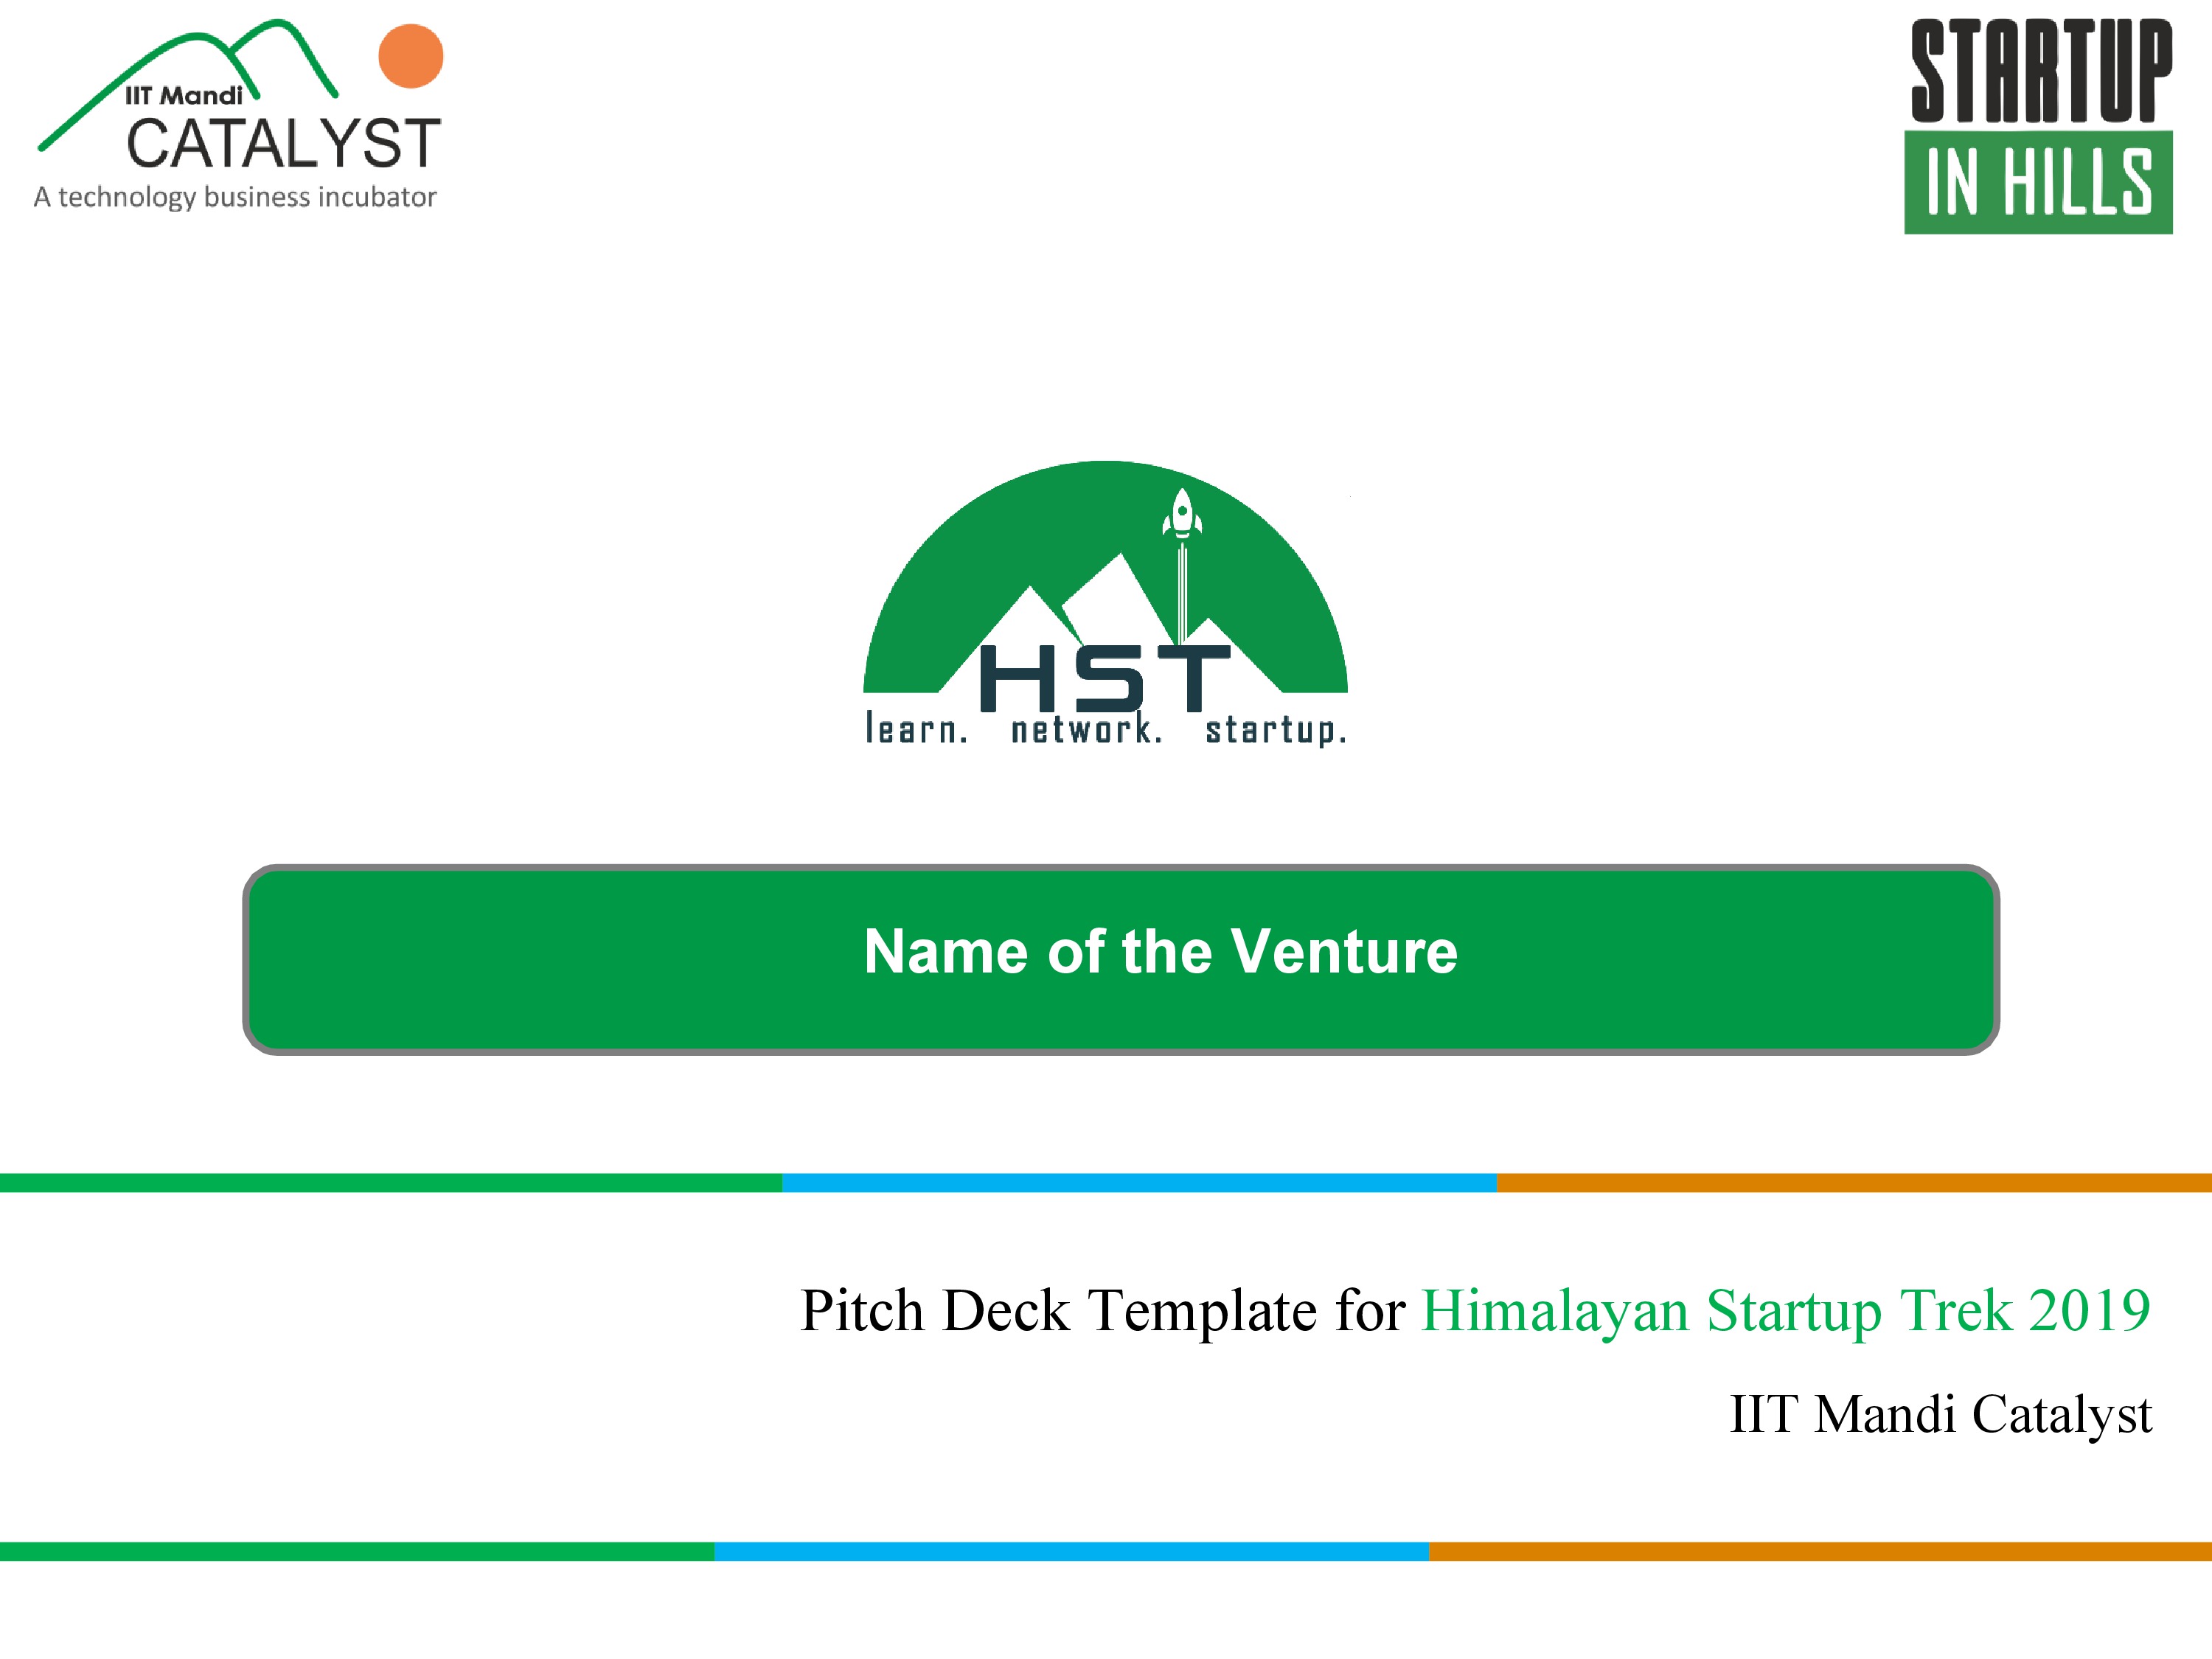 IIT Mandi
CATALYST
A technology business incubator
STARTUP
IN HILLS
HST
learn. network. startup.
Name of the Venture
Pitch Deck Template for Himalayan Startup Trek 2019
IIT Mandi Catalyst